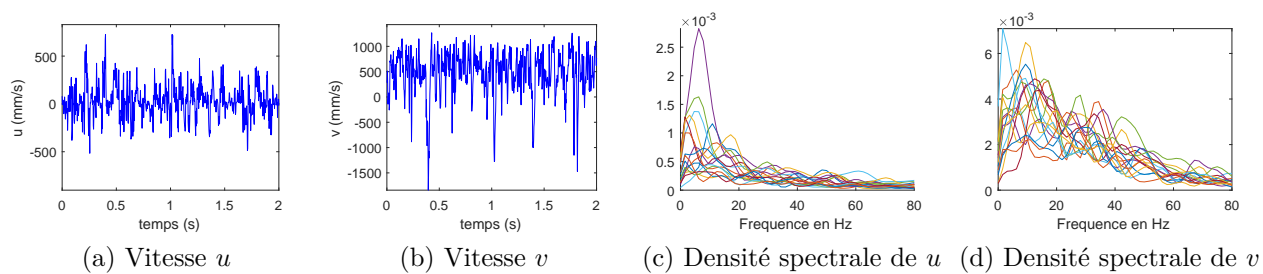 500
0
-500
u (mm/s)
0 0.5 1 1.5 2
temps (s)
(a) Vitesse u
1000
500
0
-500
-1000
-1500
v (mm/s)
0 0.5 1 1.5 2
temps (s)
(b) Vitesse v
×10-3
2.5
2
1.5
1
0.5
0
0 20 40 60 80
Frequence en Hz
(c) Densité spectrale de u
×10-3
6
4
2
0
0 20 40 60 80
Frequence en Hz
(d) Densité spectrale de v